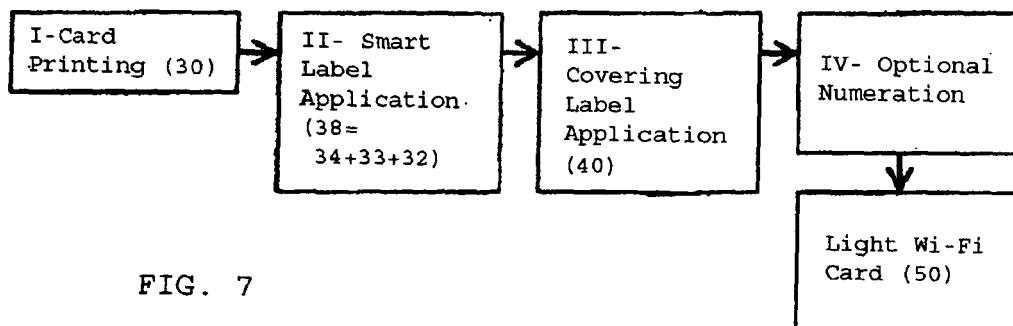 I-Card
Printing (30)
II- Smart
Label
Application
(38=
34+33+32)
III-
Covering
Label
Application
(40)
IV- Optional
Numeration
Light Wi-Fi
Card (50)
FIG. 7